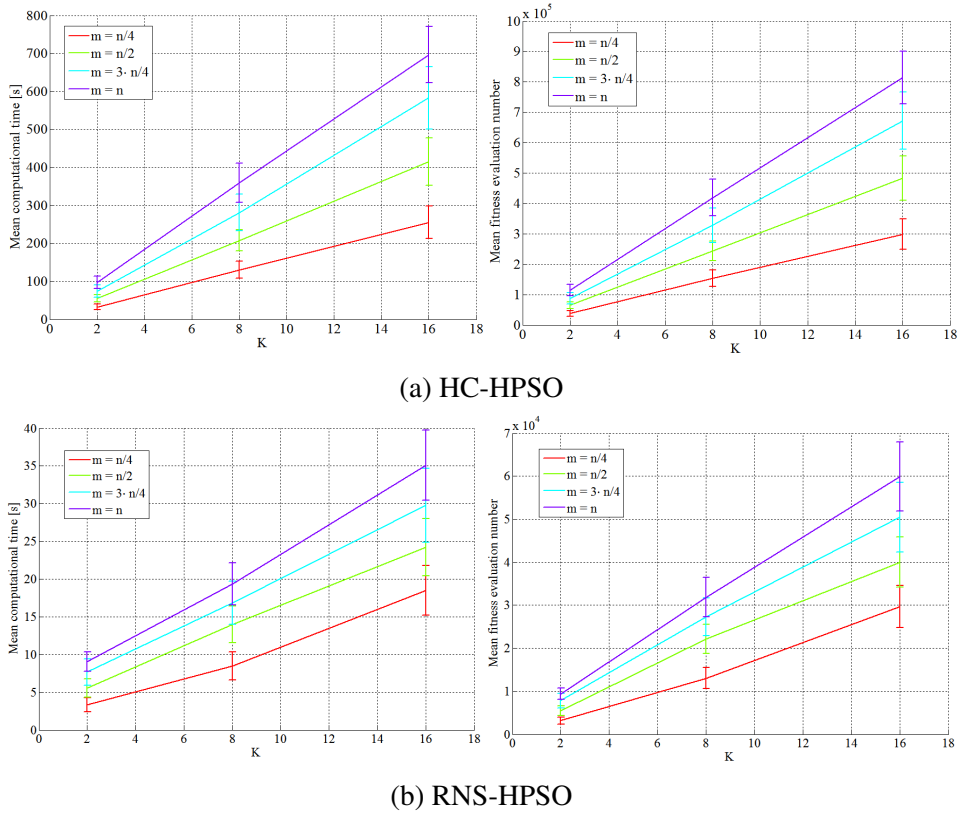 800
700
600
500
400
300
200
100
0
Mean computational time [s]
m = n/4
m = n/2
m = 3· n/4
m = n
0 2 4 6 8 10 12 14 16 18
K
10 x 10^5
9
8
7
6
5
4
3
2
1
0
Mean fitness evaluation number
m = n/4
m = n/2
m = 3· n/4
m = n
0 2 4 6 8 10 12 14 16 18
K
(a) HC-HPSO
40
35
30
25
20
15
10
5
0
Mean computational time [s]
m = n/4
m = n/2
m = 3· n/4
m = n
0 2 4 6 8 10 12 14 16 18
K
7 x 10^4
6
5
4
3
2
1
0
Mean fitness evaluation number
m = n/4
m = n/2
m = 3· n/4
m = n
0 2 4 6 8 10 12 14 16 18
K
(b) RNS-HPSO